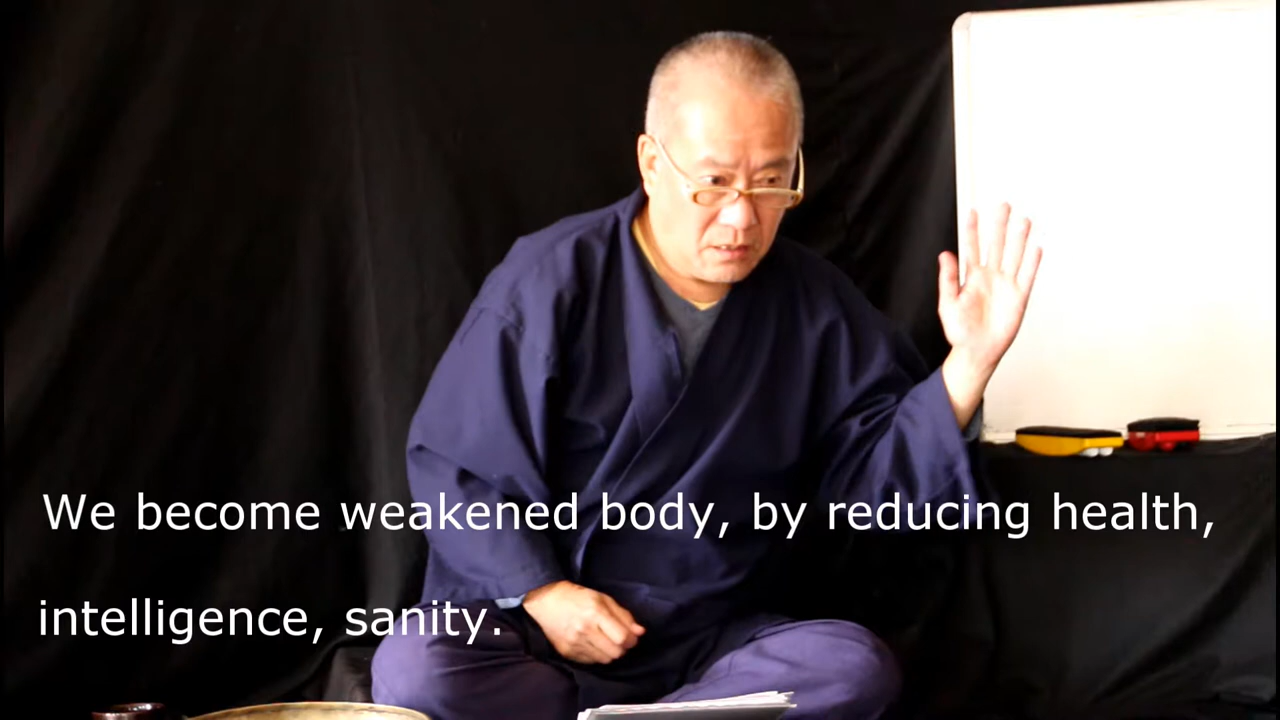 We become weakened body, by reducing health,
intelligence, sanity.